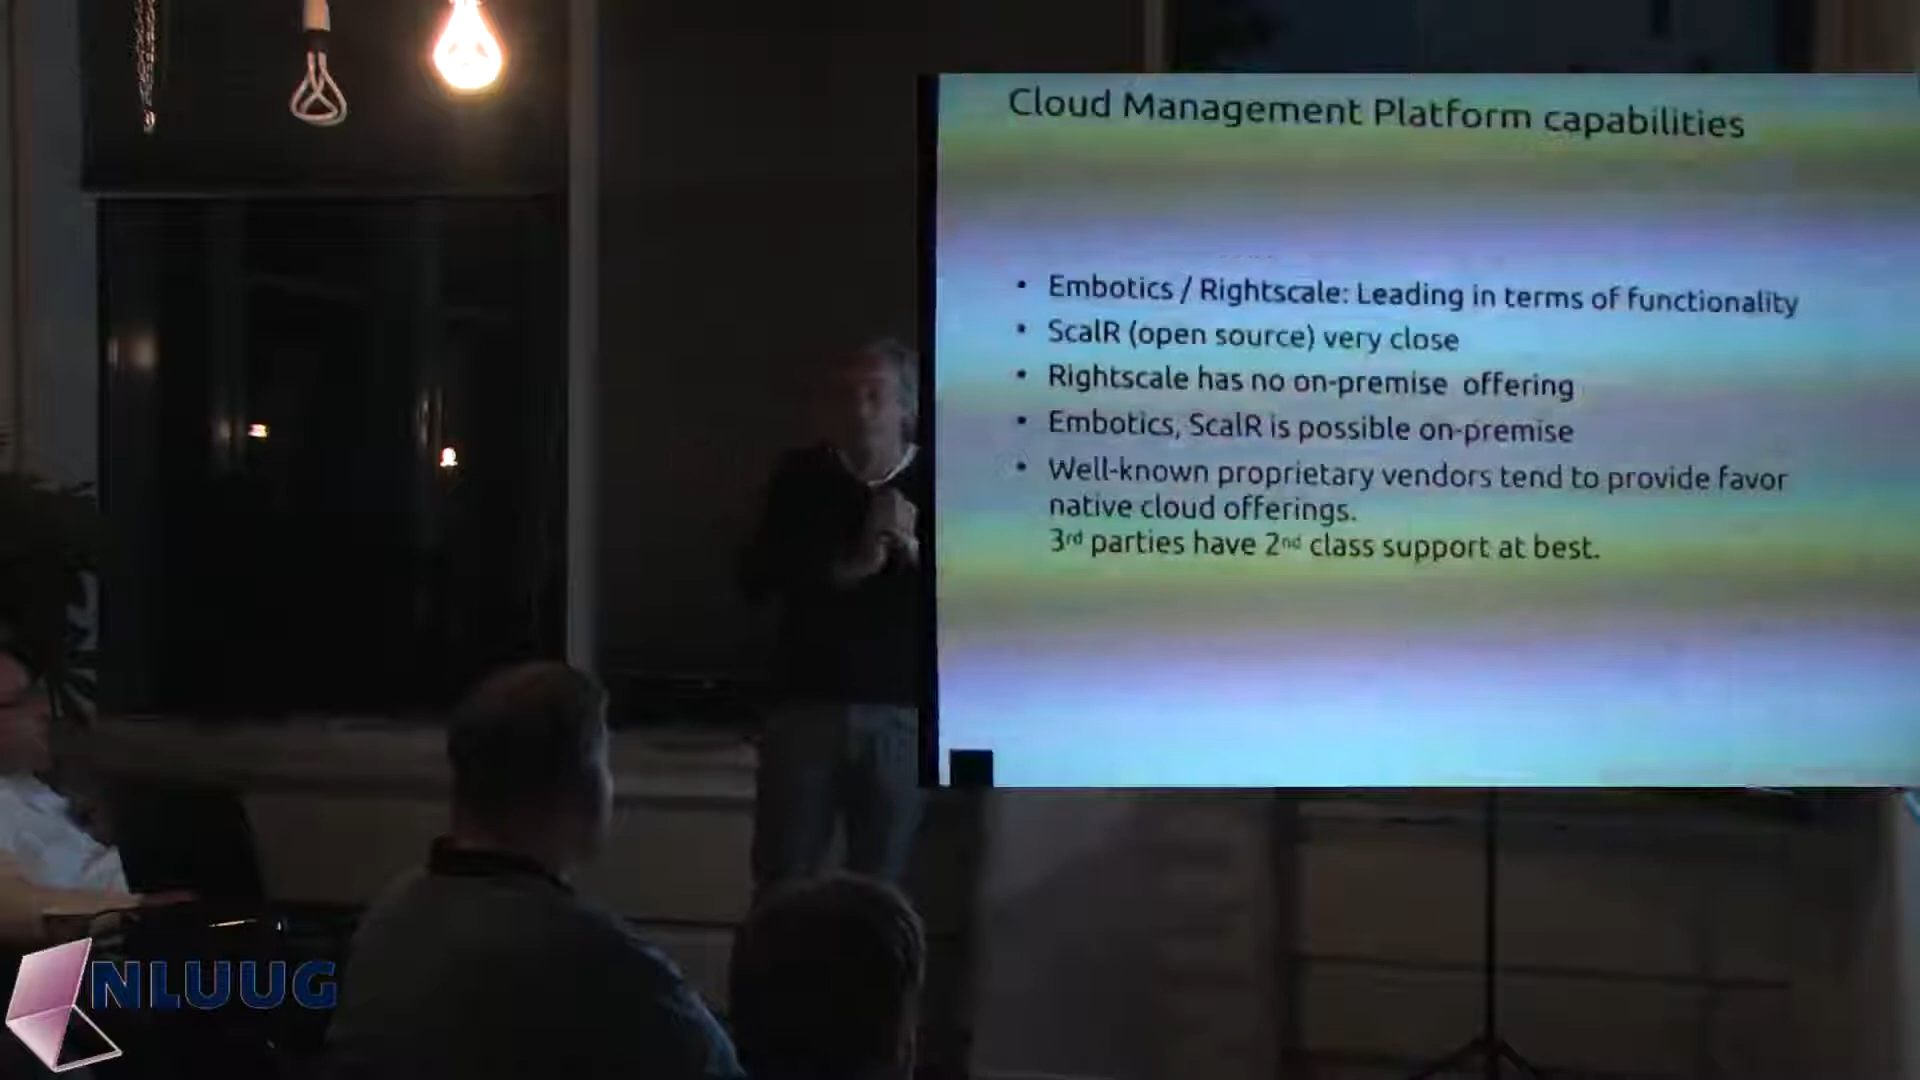 Cloud Management Platform capabilities
• Embotics / Rightscale: Leading in terms of functionality
• ScalR (open source) very close
• Rightscale has no on-premise offering
• Embotics, ScalR is possible on-premise
• Well-known proprietary vendors tend to provide favor
native cloud offerings.
3rd parties have 2nd class support at best.
NLUUG